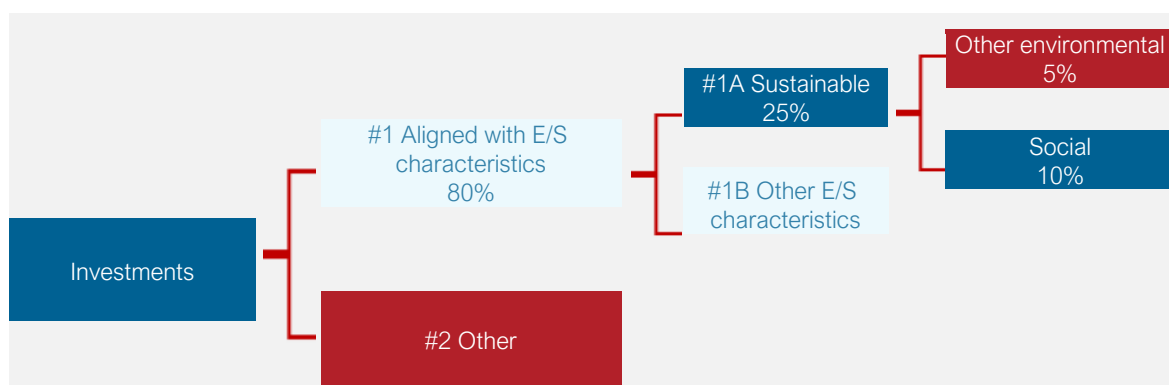 Investments
#1 Aligned with E/S
characteristics
80%
#2 Other
#1A Sustainable
25%
#1B Other E/S
characteristics
Other environmental
5%
Social
10%